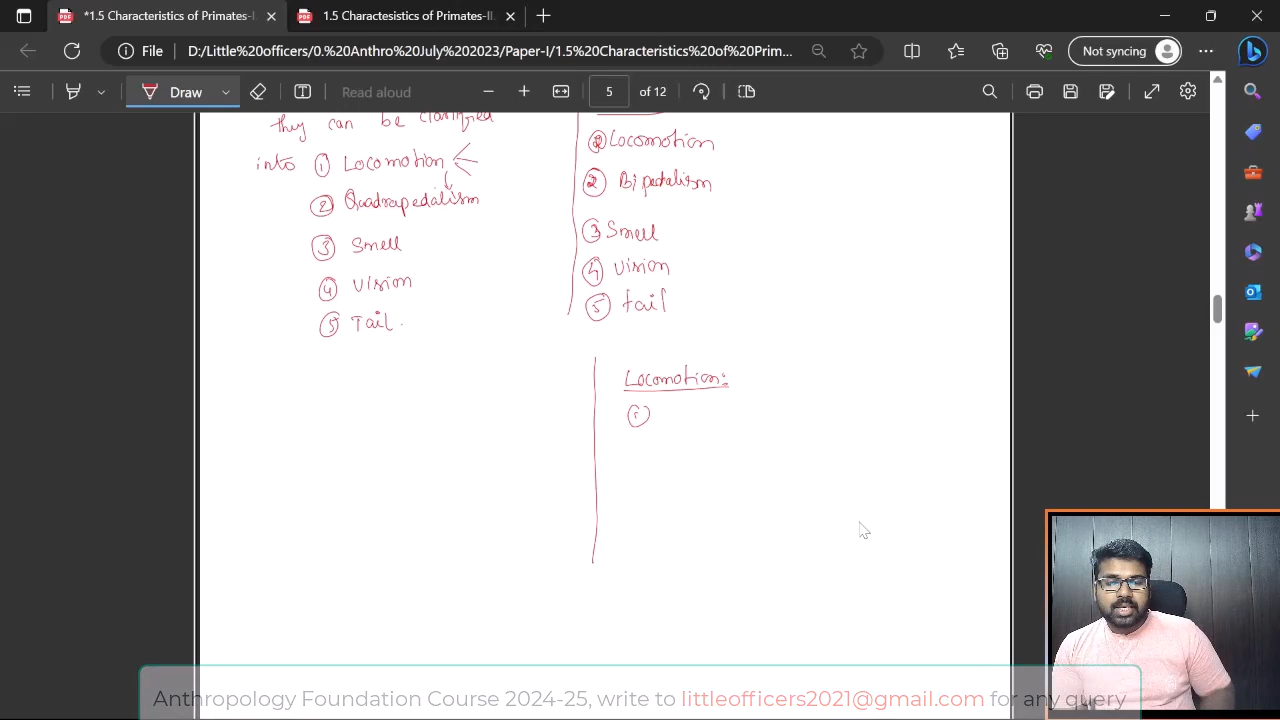 *1.5 Characteristics of Primates-I.
1.5 Charactesistics of Primates-II.
File
D:/Little%20officers/0.%20Anthro%20July%202023/Paper-I/1.5%20Characteristics%20of%20Prim...
Not syncing
Draw
Read aloud
5 of 12
they can be classified
into ① Locomotion
② Quadrapedalism
③ Smell
④ Vision
⑤ Tail.
② Locomotion
② Bipedalism
③ Smell
④ Vision
⑤ tail
Locomotion:
①
Anthropology Foundation Course 2024-25, write to littleofficers2021@gmail.com for any query